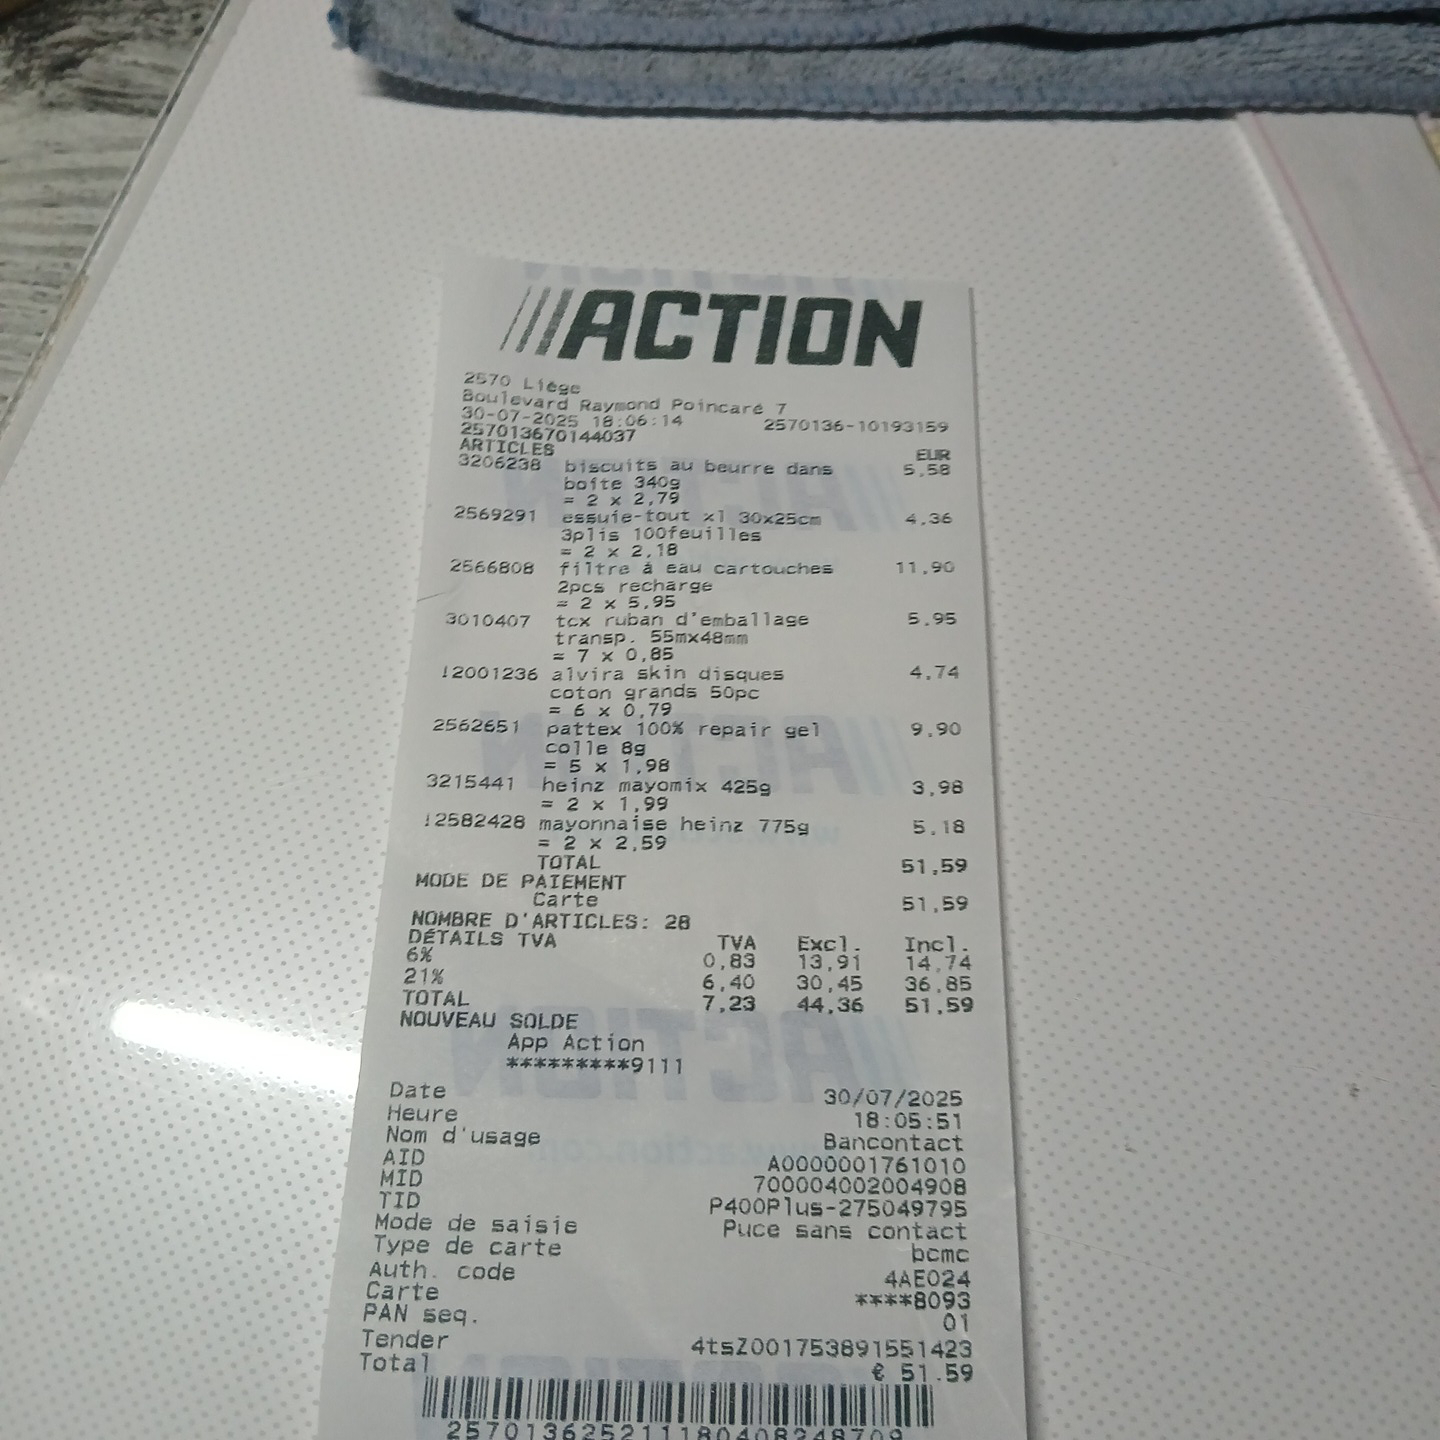 ACTION
2570 Liège
Boulevard Raymond Poincaré 7
30-07-2025 18:06:14 2570136-10193159
257013670144037
ARTICLES EUR
3206238 biscuits au beurre dans 5,58
boîte 340g
= 2 x 2,79
2569291 essuie-tout xl 30x25cm 4,36
3plis 100feuilles
= 2 x 2,18
2566808 filtre à eau cartouches 11,90
2pcs recharge
= 2 x 5,95
3010407 tcx ruban d'emballage 5,95
transp. 55mx48mm
= 7 x 0,85
!2001236 alvira skin disques 4,74
coton grands 50pc
= 6 x 0,79
2562651 pattex 100% repair gel 9,90
colle 8g
= 5 x 1,98
3215441 heinz mayomix 425g 3,98
= 2 x 1,99
!2582428 mayonnaise heinz 775g 5,18
= 2 x 2,59
TOTAL 51,59
MODE DE PAIEMENT
Carte 51,59
NOMBRE D'ARTICLES: 28
DÉTAILS TVA TVA Excl. Incl.
6% 0,83 13,91 14,74
21% 6,40 30,45 36,85
TOTAL 7,23 44,36 51,59
NOUVEAU SOLDE
App Action
*********9111
Date 30/07/2025
Heure 18:05:51
Nom d'usage Bancontact
AID A0000001761010
MID 700004002004908
TID P400Plus-275049795
Mode de saisie Puce sans contact
Type de carte bcmc
Auth. code 4AE024
Carte ****8093
PAN seq. 01
Tender 4tsZ001753891551423
Total € 51.59